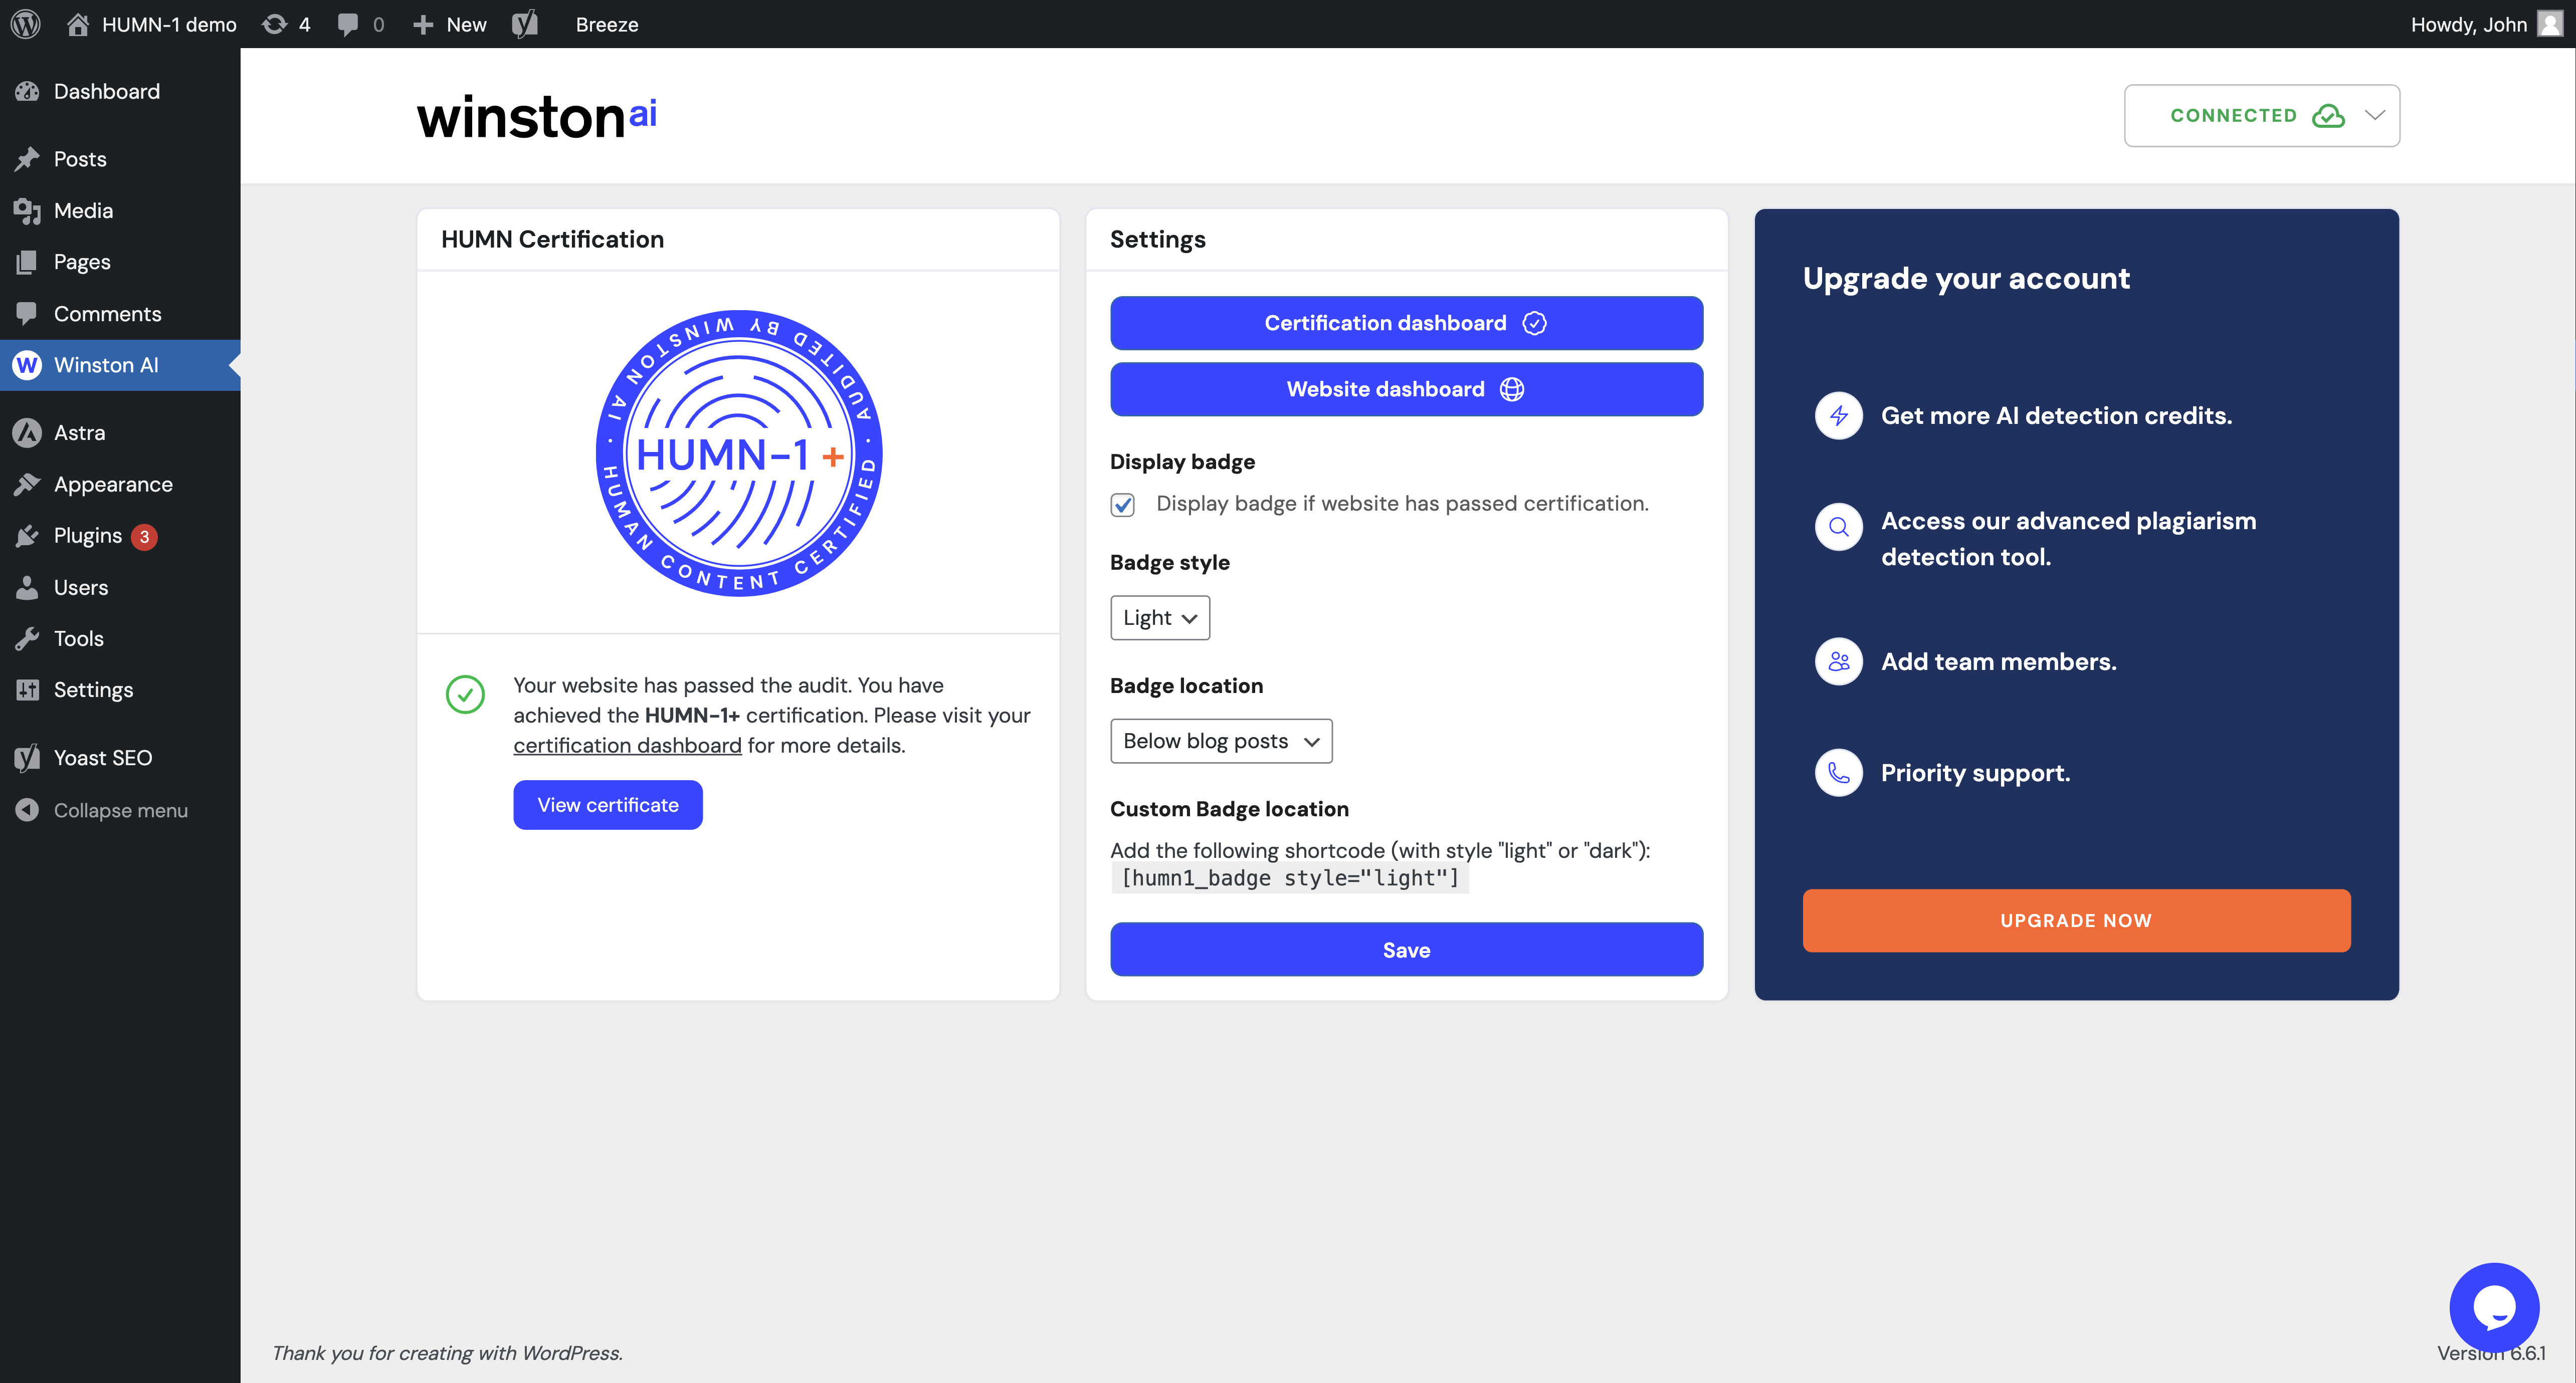 HUMN-1 demo
4
0
New
Breeze
Howdy, John
Dashboard
Posts
Media
Pages
Comments
W Winston AI
Astra
Appearance
Plugins 3
Users
Tools
Settings
Yoast SEO
Collapse menu
winston ai
CONNECTED
HUMN Certification
AUDITED BY WINSTON AI
HUMN-1 +
HUMAN CONTENT CERTIFIED
Your website has passed the audit. You have
achieved the HUMN-1+ certification. Please visit your
certification dashboard for more details.
View certificate
Settings
Certification dashboard
Website dashboard
Display badge
Display badge if website has passed certification.
Badge style
Light
Badge location
Below blog posts
Custom Badge location
Add the following shortcode (with style "light" or "dark"):
[humn1_badge style="light"]
Save
Upgrade your account
Get more AI detection credits.
Access our advanced plagiarism
detection tool.
Add team members.
Priority support.
UPGRADE NOW
Thank you for creating with WordPress.
Version 6.6.1